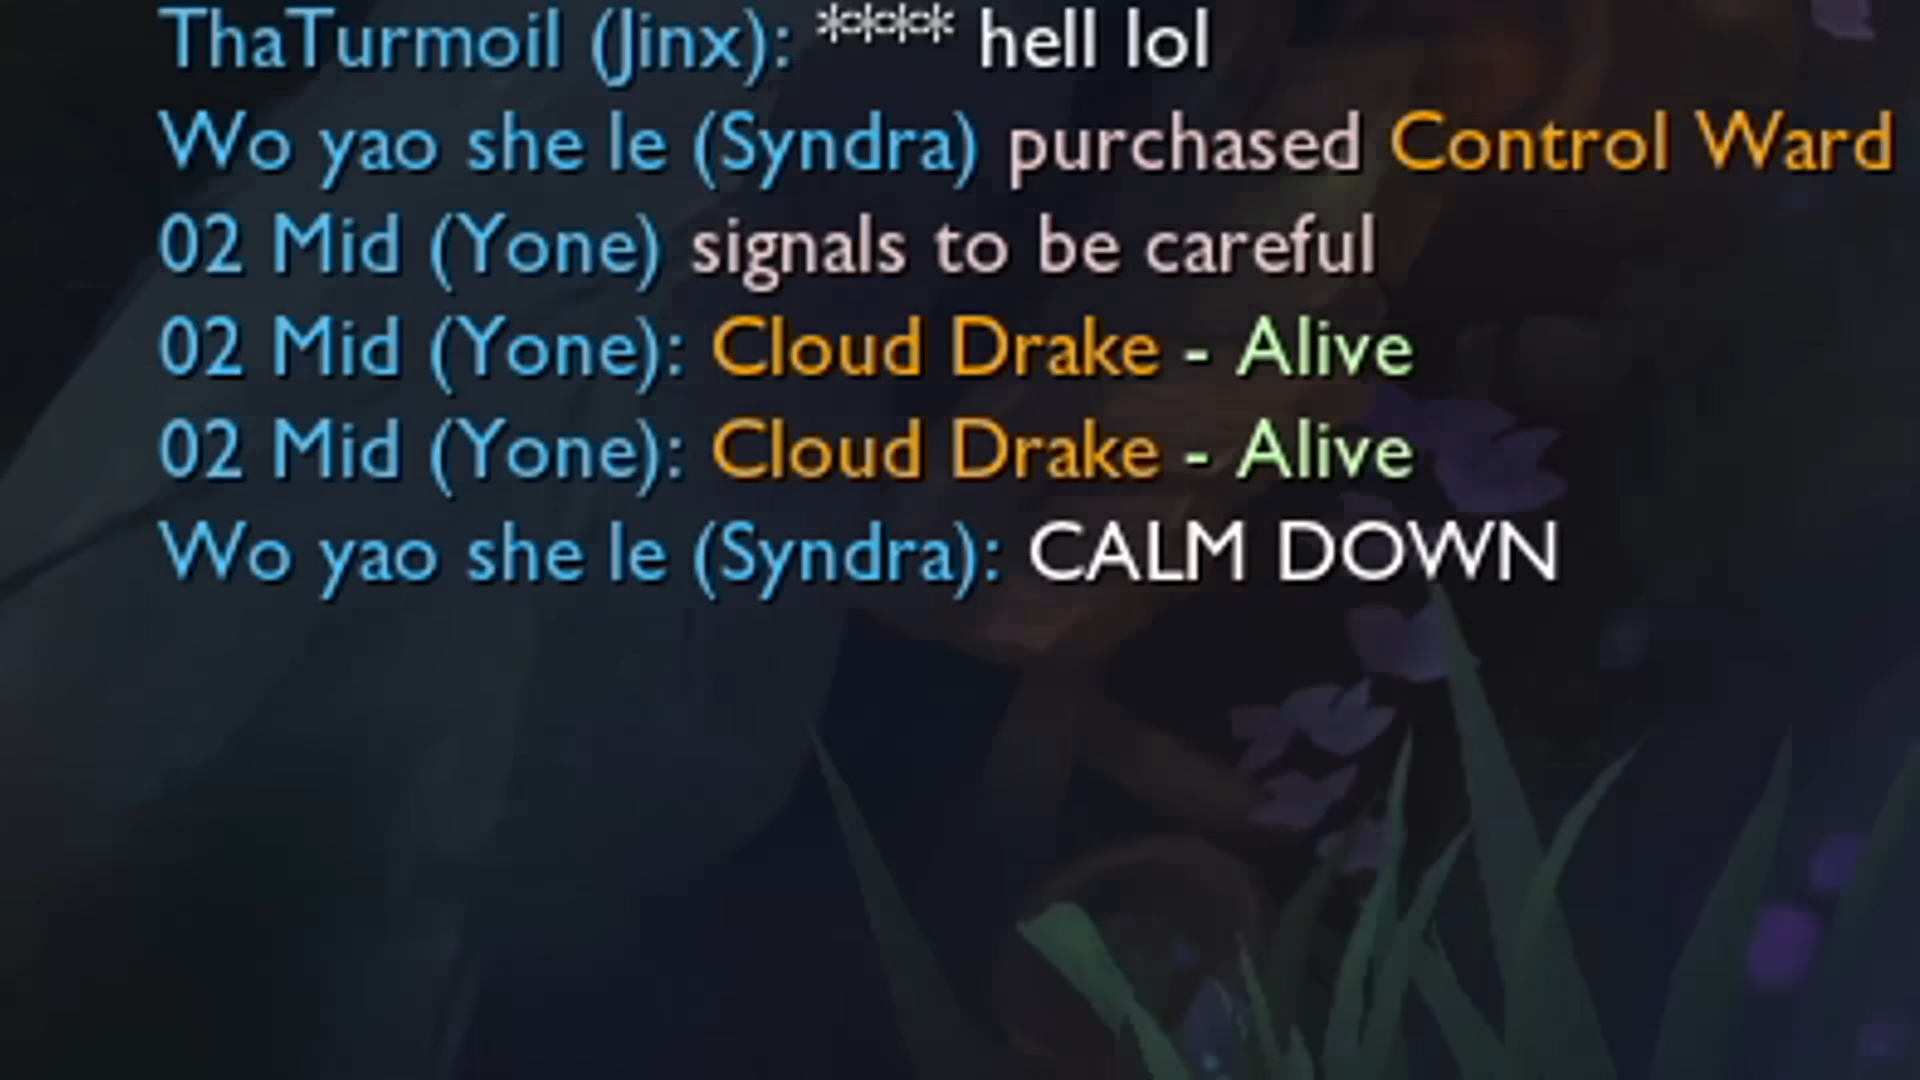 ThaTurmoil (Jinx): **** hell lol
Wo yao she le (Syndra) purchased Control Ward
02 Mid (Yone) signals to be careful
02 Mid (Yone): Cloud Drake - Alive
02 Mid (Yone): Cloud Drake - Alive
Wo yao she le (Syndra): CALM DOWN